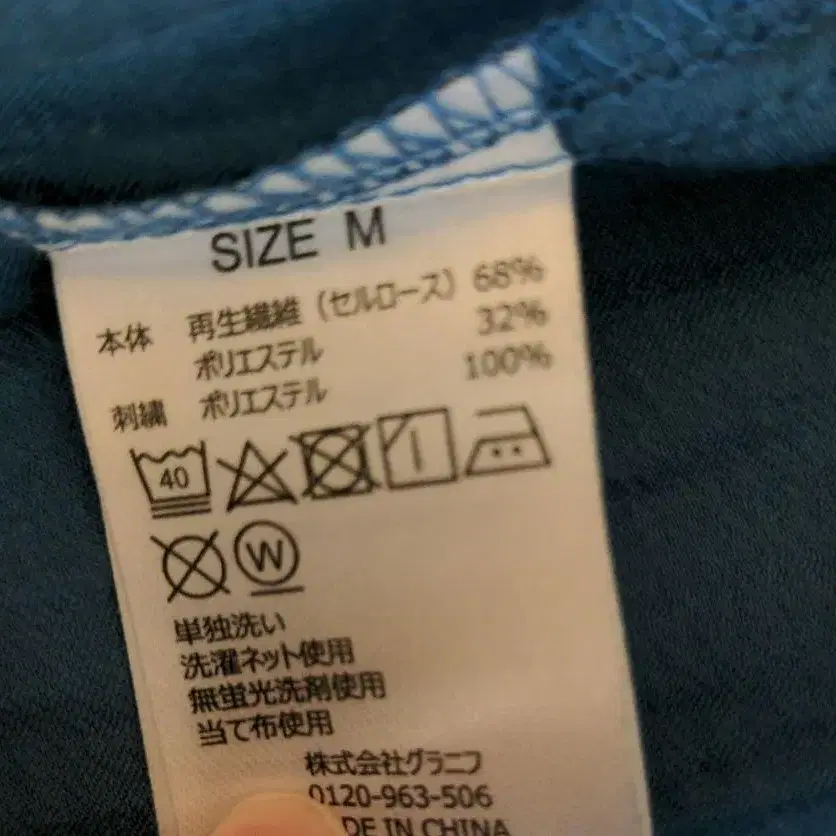 SIZE M
本体 再生繊維(セルロース) 68%
ポリエステル 32%
刺繍 ポリエステル 100%
40
W
単独洗い
洗濯ネット使用
無蛍光洗剤使用
当て布使用
株式会社グラニフ
0120-963-506
DE IN CHINA